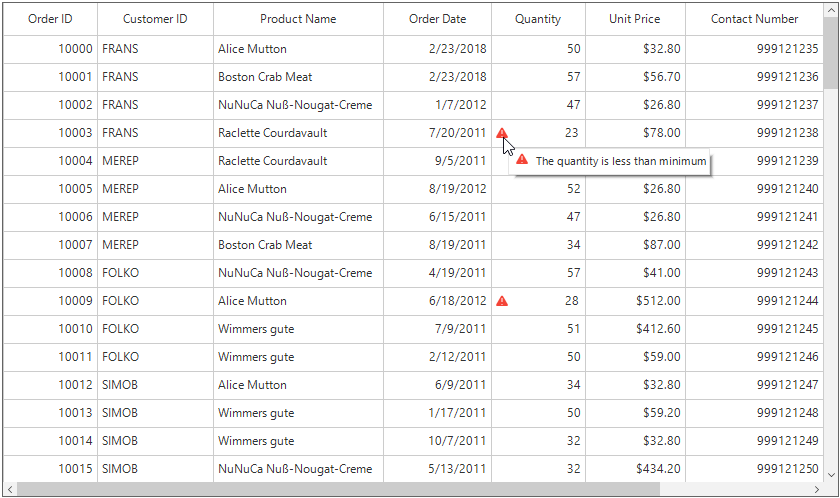 Order ID Customer ID Product Name Order Date Quantity Unit Price Contact Number
10000 FRANS Alice Mutton 2/23/2018 50 $32.80 999121235
10001 FRANS Boston Crab Meat 2/23/2018 57 $56.70 999121236
10002 FRANS NuNuCa Nuß-Nougat-Creme 1/7/2012 47 $26.80 999121237
10003 FRANS Raclette Courdavault 7/20/2011 23 $78.00 999121238
10004 MEREP Raclette Courdavault 9/5/2011 The quantity is less than minimum 999121239
10005 MEREP Alice Mutton 8/19/2012 52 $26.80 999121240
10006 MEREP NuNuCa Nuß-Nougat-Creme 6/15/2011 47 $26.80 999121241
10007 MEREP Boston Crab Meat 8/19/2011 34 $87.00 999121242
10008 FOLKO NuNuCa Nuß-Nougat-Creme 4/19/2011 57 $41.00 999121243
10009 FOLKO Alice Mutton 6/18/2012 28 $512.00 999121244
10010 FOLKO Wimmers gute 7/9/2011 51 $412.60 999121245
10011 FOLKO Wimmers gute 2/12/2011 50 $59.00 999121246
10012 SIMOB Alice Mutton 6/9/2011 34 $32.80 999121247
10013 SIMOB Wimmers gute 1/17/2011 50 $59.20 999121248
10014 SIMOB Wimmers gute 10/7/2011 32 $32.80 999121249
10015 SIMOB NuNuCa Nuß-Nougat-Creme 5/13/2011 32 $434.20 999121250